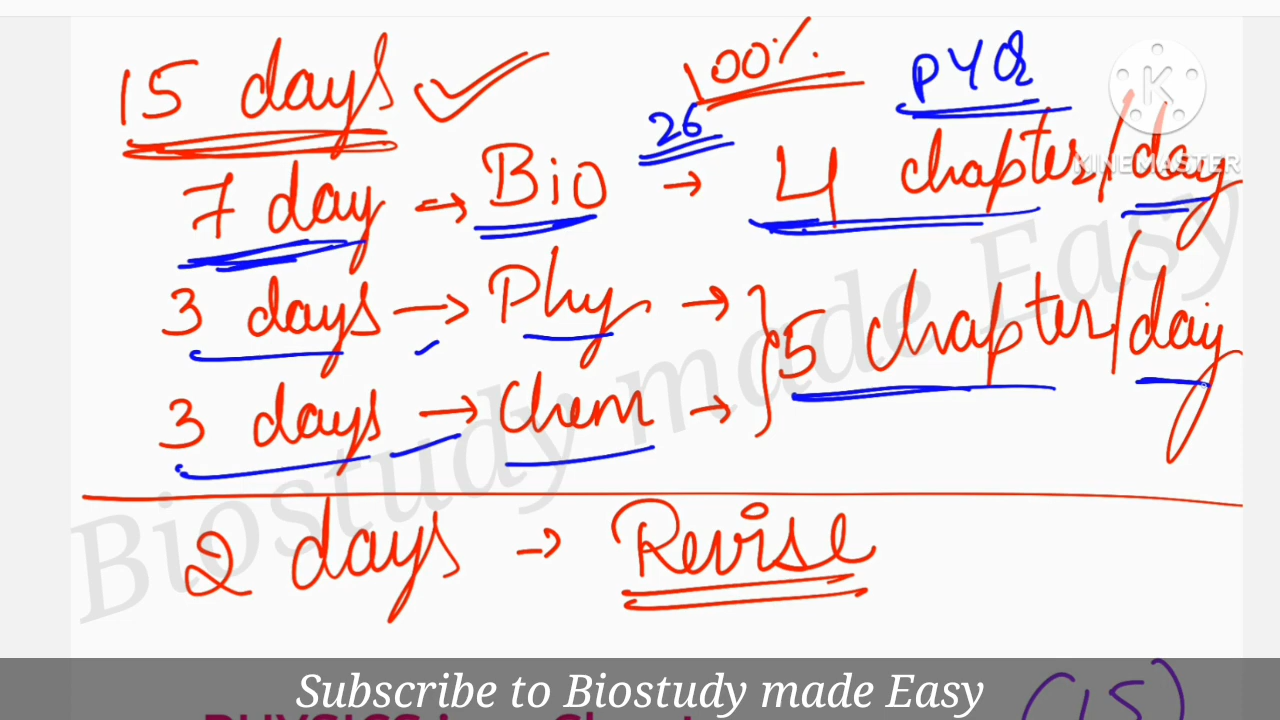 15 days 100% PYQ
KINEMASTER
7 day → Bio 26 → 4 chapter/day
3 days → Phy →
5 chapter/day
3 days → Chem →
2 days → Revise
Biostudy made Easy
Subscribe to Biostudy made Easy
(15)